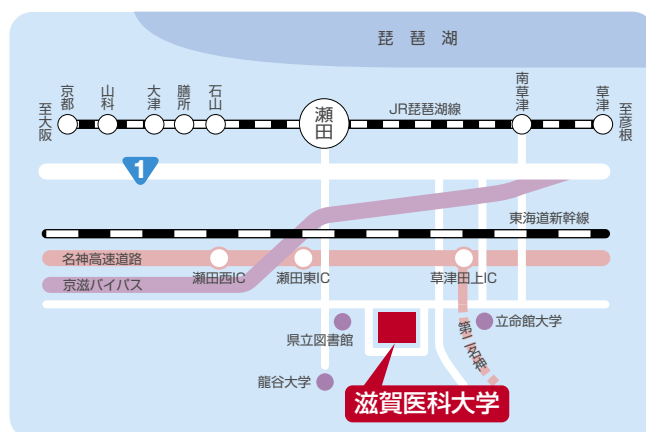 琵琶湖
京都
山科
大津
膳所
石山
瀬田
南草津
草津
至大阪
JR琵琶湖線
至彦根
1
東海道新幹線
名神高速道路
瀬田西IC
瀬田東IC
草津田上IC
京滋バイパス
県立図書館
立命館大学
第二名神
龍谷大学
滋賀医科大学